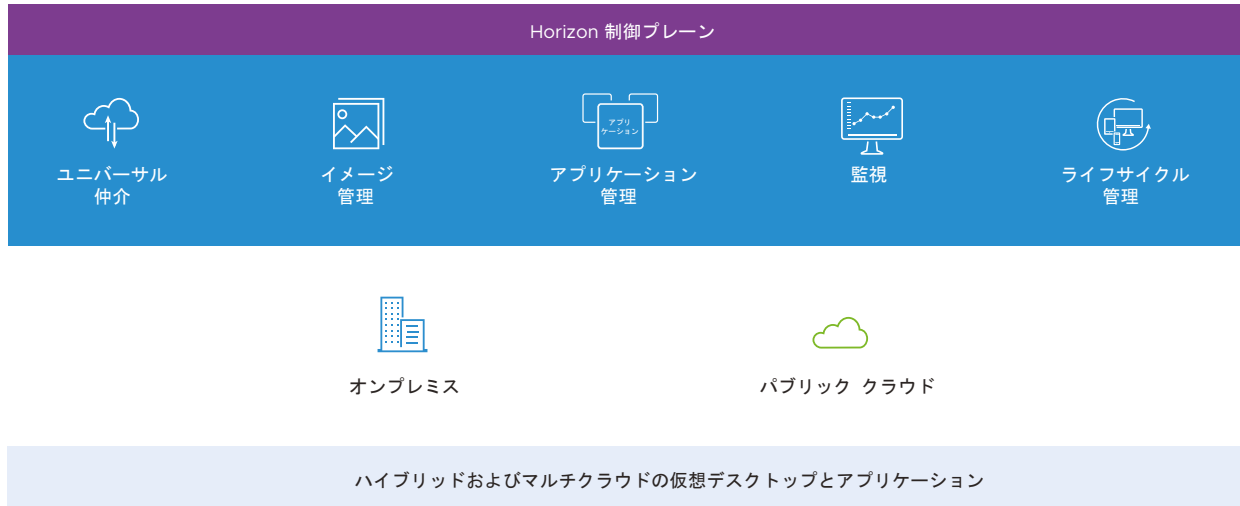 Horizon 制御プレーン
アプリ
ケーション
ユニバーサル
仲介
イメージ
管理
アプリケーション
管理
監視
ライフサイクル
管理
オンプレミス
パブリック クラウド
ハイブリッドおよびマルチクラウドの仮想デスクトップとアプリケーション